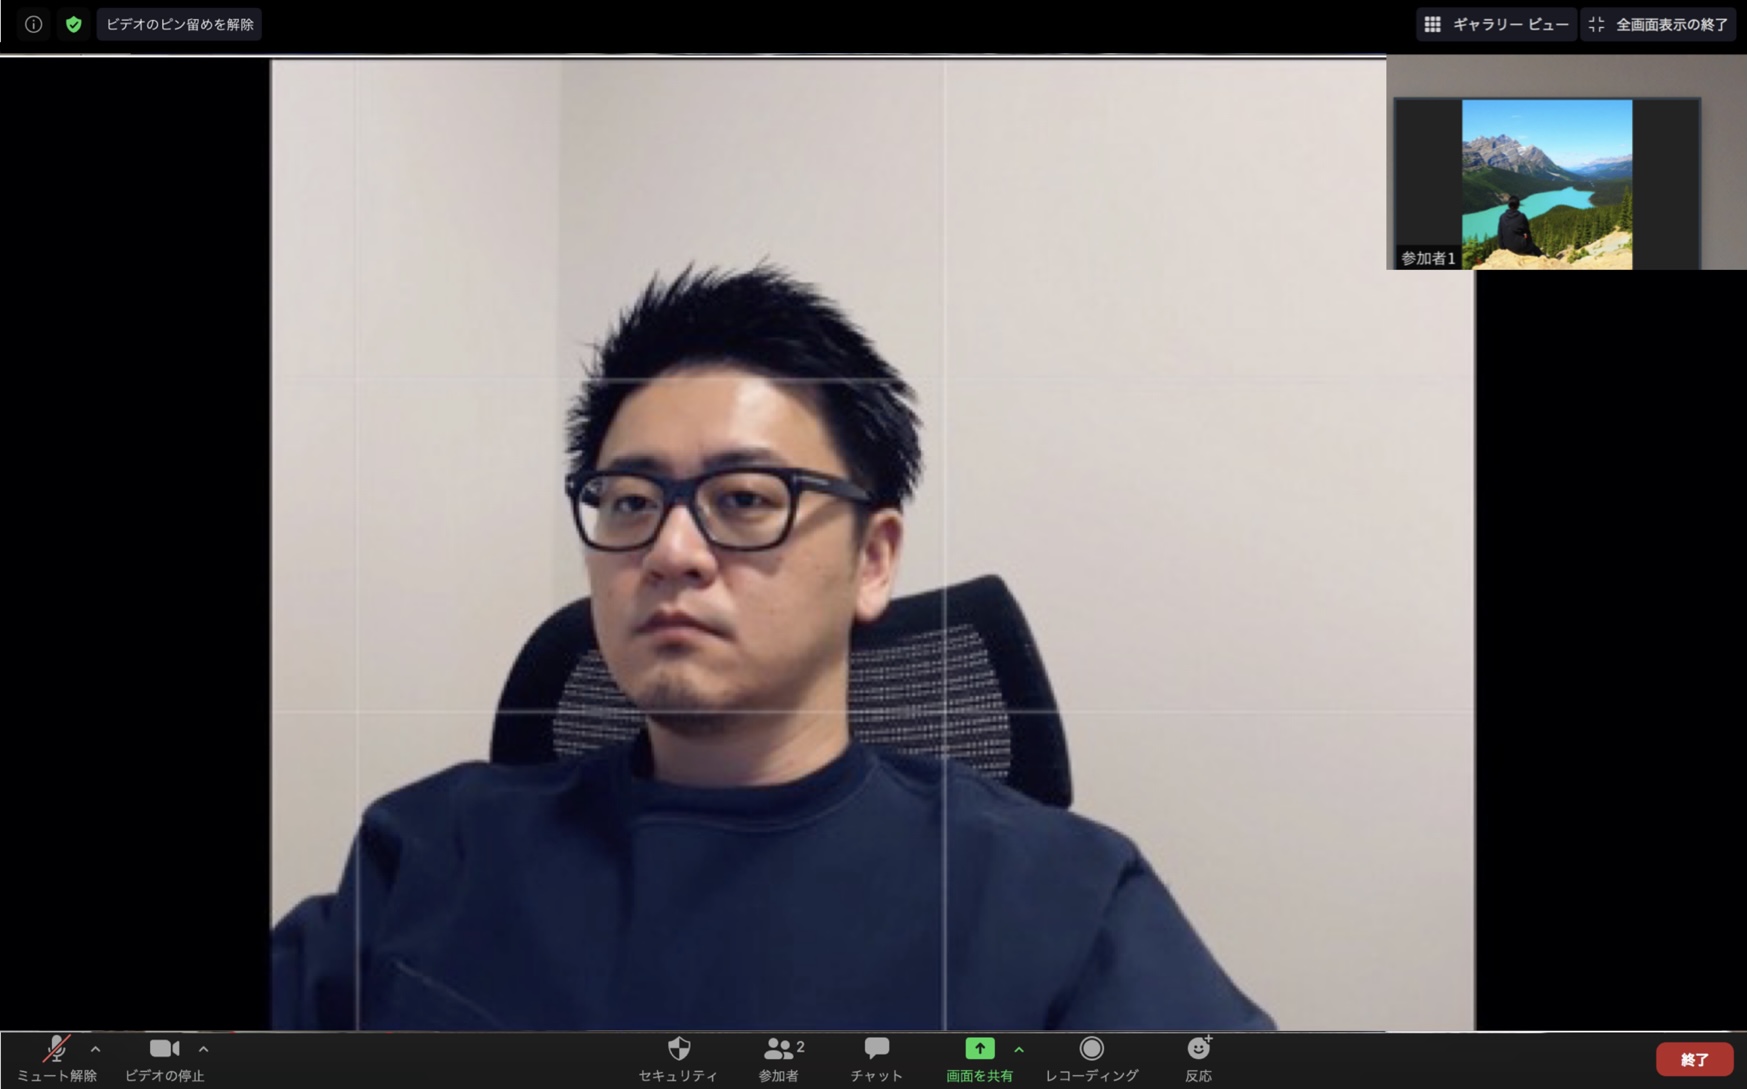 ビデオのピン留めを解除
ギャラリー ビュー
全画面表示の終了
参加者1
ミュート解除
ビデオの停止
セキュリティ
2
参加者
チャット
画面を共有
レコーディング
反応
終了